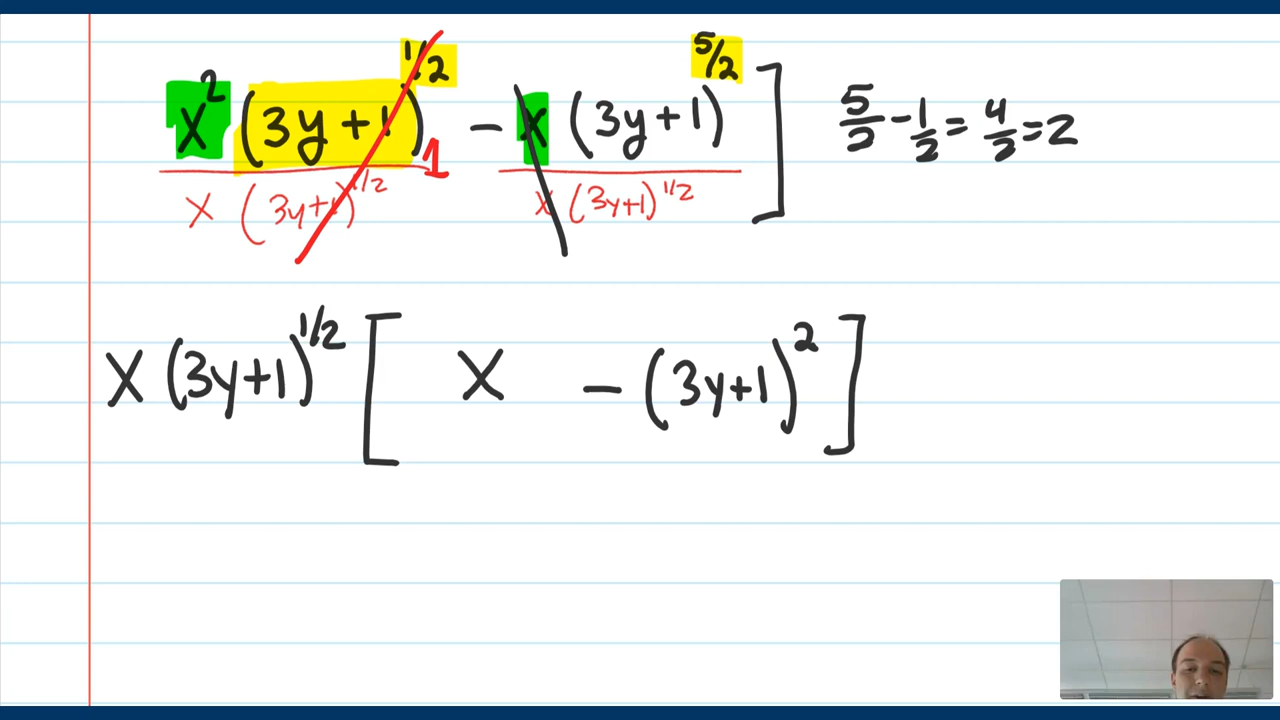 x² (3y+1)^1/2 - x (3y+1)^5/2 ] 5/2 - 1/2 = 4/2 = 2
1
x (3y+1)^1/2 x (3y+1)^1/2
x (3y+1)^1/2 [ x - (3y+1)² ]